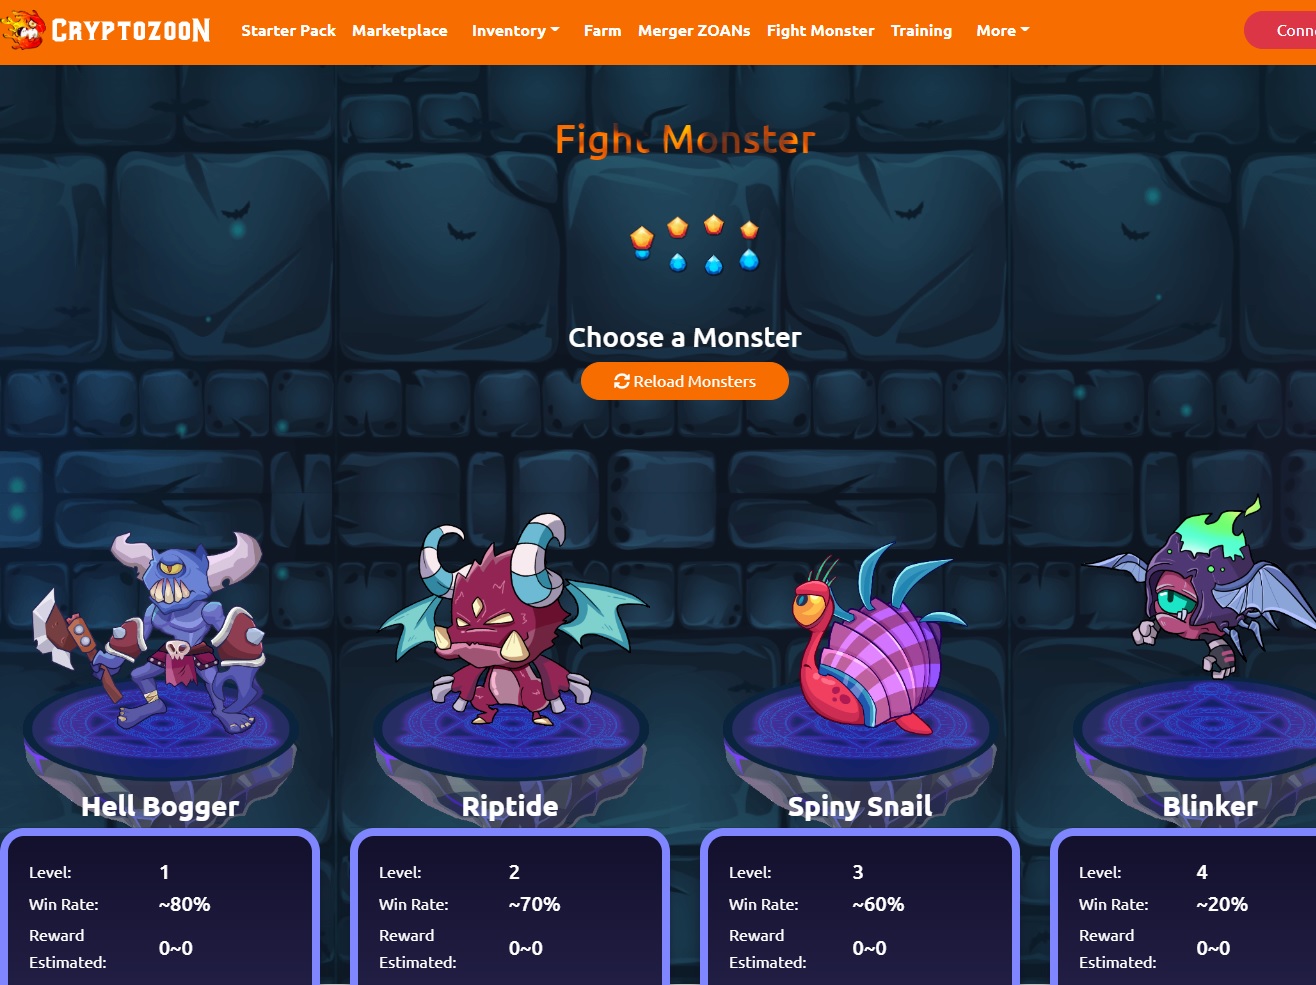 CRYPTOZOON
Starter Pack Marketplace Inventory Farm Merger ZOANs Fight Monster Training More
Fight Monster
Choose a Monster
Reload Monsters
Hell Bogger Riptide Spiny Snail Blinker
Level: 1 Level: 2 Level: 3 Level: 4
Win Rate: ~80% Win Rate: ~70% Win Rate: ~60% Win Rate: ~20%
Reward Reward Reward Reward
0~0 0~0 0~0 0~0
Estimated: Estimated: Estimated: Estimated: